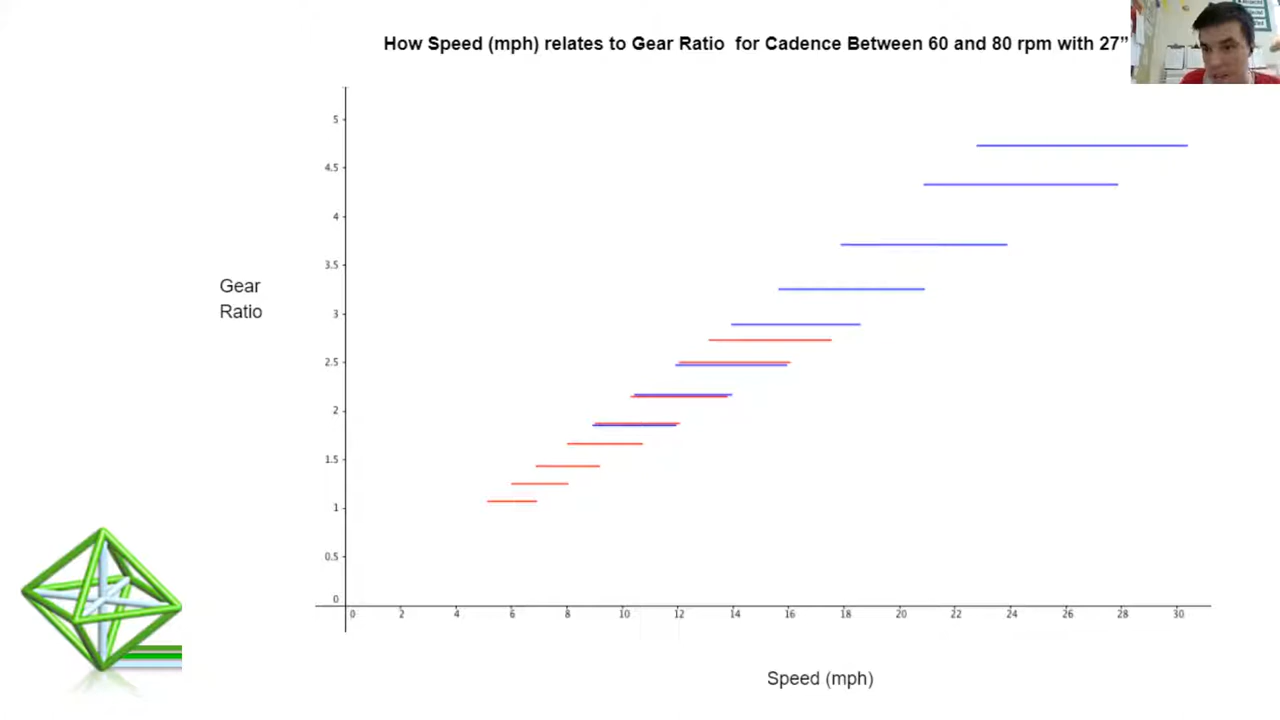 How Speed (mph) relates to Gear Ratio  for Cadence Between 60 and 80 rpm with 27”
5
4.5
4
3.5
Gear
Ratio
3
2.5
2
1.5
1
0.5
0
0 2 4 6 8 10 12 14 16 18 20 22 24 26 28 30
Speed (mph)